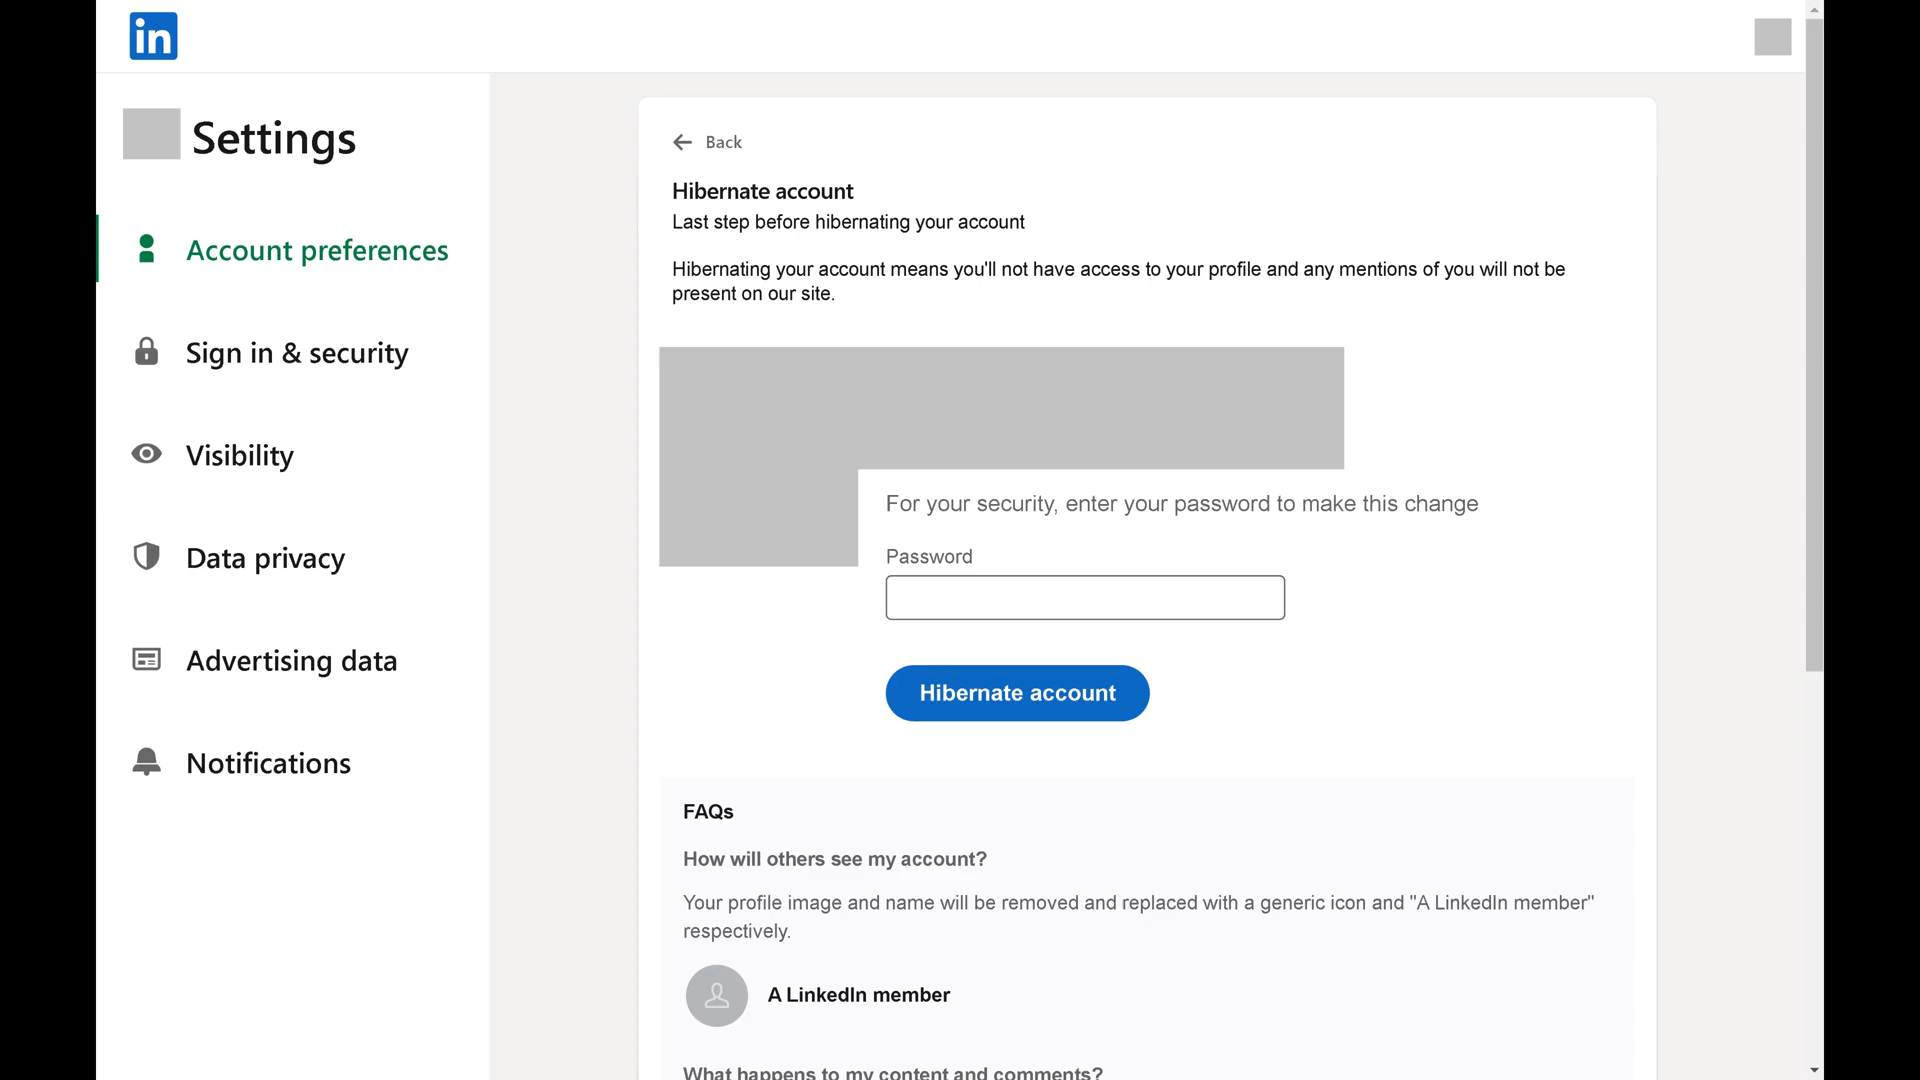 in
Settings
Account preferences
Sign in & security
Visibility
Data privacy
Advertising data
Notifications
Back
Hibernate account
Last step before hibernating your account
Hibernating your account means you'll not have access to your profile and any mentions of you will not be
present on our site.
For your security, enter your password to make this change
Password
Hibernate account
FAQs
How will others see my account?
Your profile image and name will be removed and replaced with a generic icon and "A LinkedIn member"
respectively.
A LinkedIn member
What happens to my content and comments?